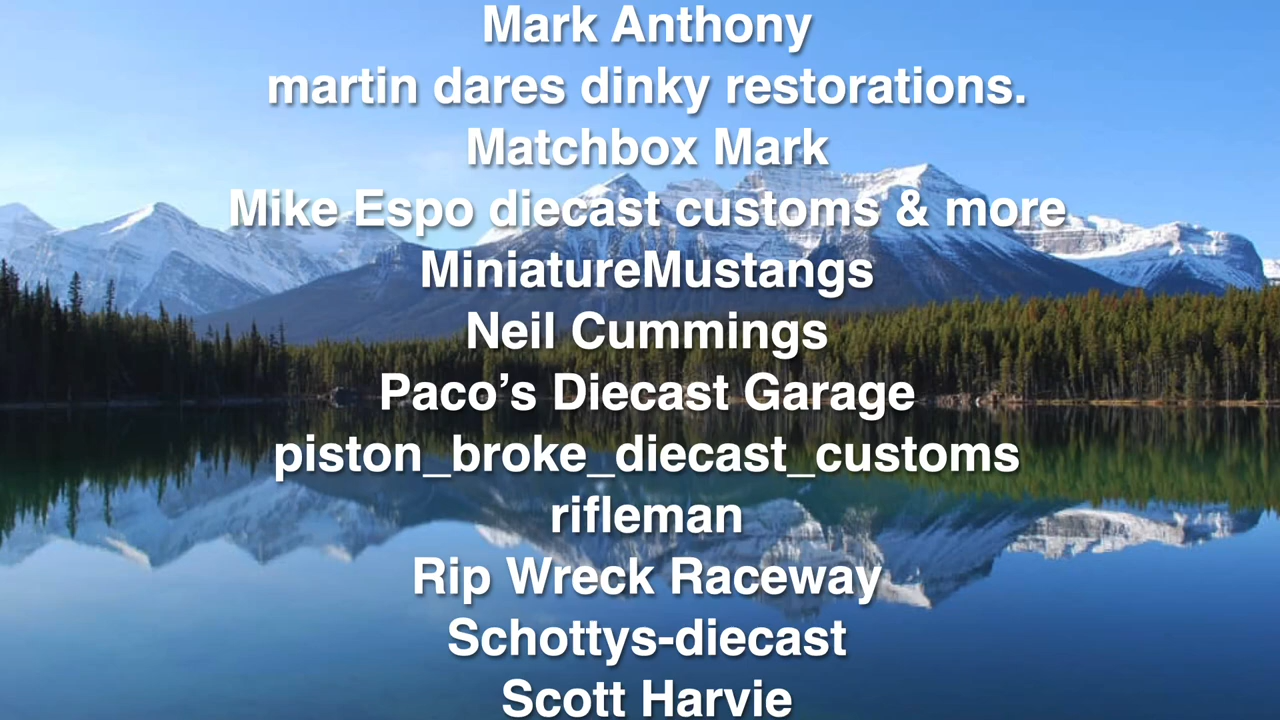 Mark Anthony
martin dares dinky restorations.
Matchbox Mark
Mike Espo diecast customs & more
MiniatureMustangs
Neil Cummings
Paco’s Diecast Garage
piston_broke_diecast_customs
rifleman
Rip Wreck Raceway
Schottys-diecast
Scott Harvie